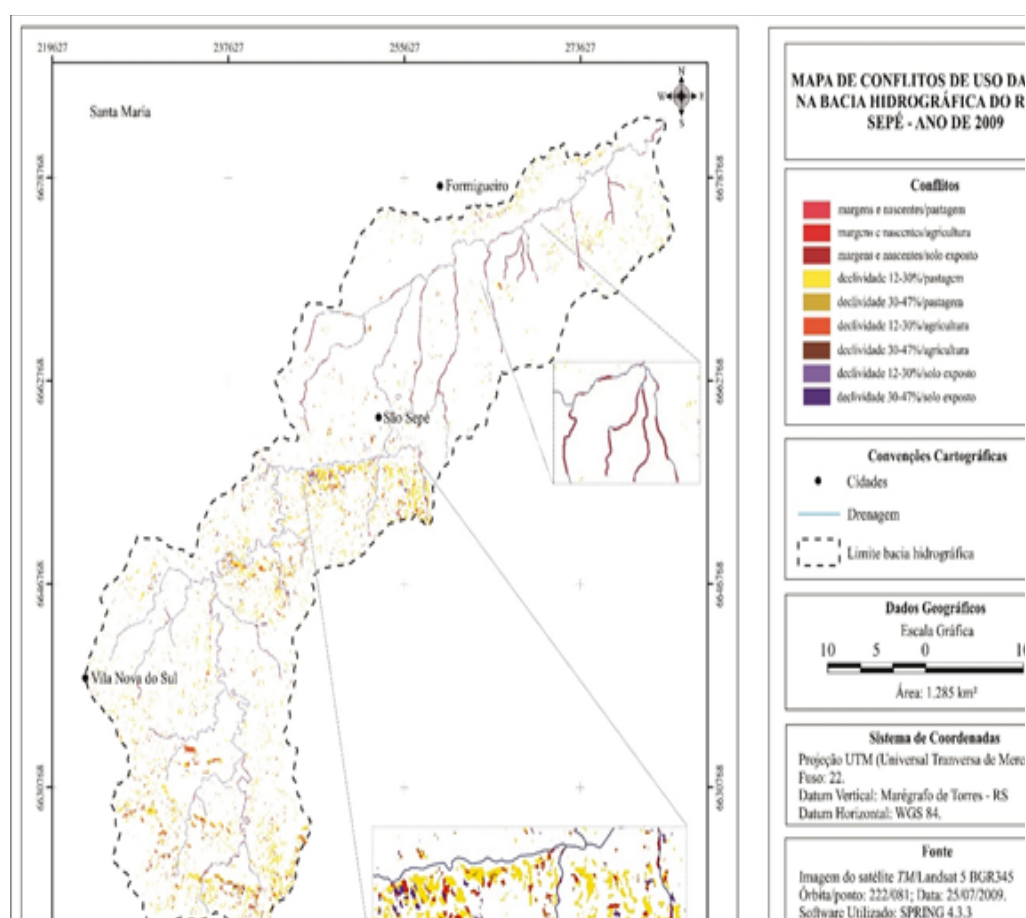 219627 237627 255627 273627
N
W E
S
Santa Maria
6678768 6678768
Formigueiro
6662768 6662768
São Sepé
6646768 6646768
Vila Nova do Sul
6630768 6630768
MAPA DE CONFLITOS DE USO DA
NA BACIA HIDROGRÁFICA DO R
SEPÉ - ANO DE 2009
Conflitos
margens e nascentes/pastagem
margens e nascentes/agricultura
margens e nascentes/solo exposto
declividade 12-30%/pastagem
declividade 30-47%/pastagem
declividade 12-30%/agricultura
declividade 30-47%/agricultura
declividade 12-30%/solo exposto
declividade 30-47%/solo exposto
Convenções Cartográficas
Cidades
Drenagem
Limite bacia hidrográfica
Dados Geográficos
Escala Gráfica
10 5 0 10
Área: 1.285 km²
Sistema de Coordenadas
Projeção UTM (Universal Tranversa de Merc
Fuso: 22.
Datum Vertical: Marégrafo de Torres - RS
Datum Horizontal: WGS 84.
Fonte
Imagem do satélite TM/Landsat 5 BGR345
Órbita/ponto: 222/081; Data: 25/07/2009.
Software Utilizado: SPRING 4.3.3